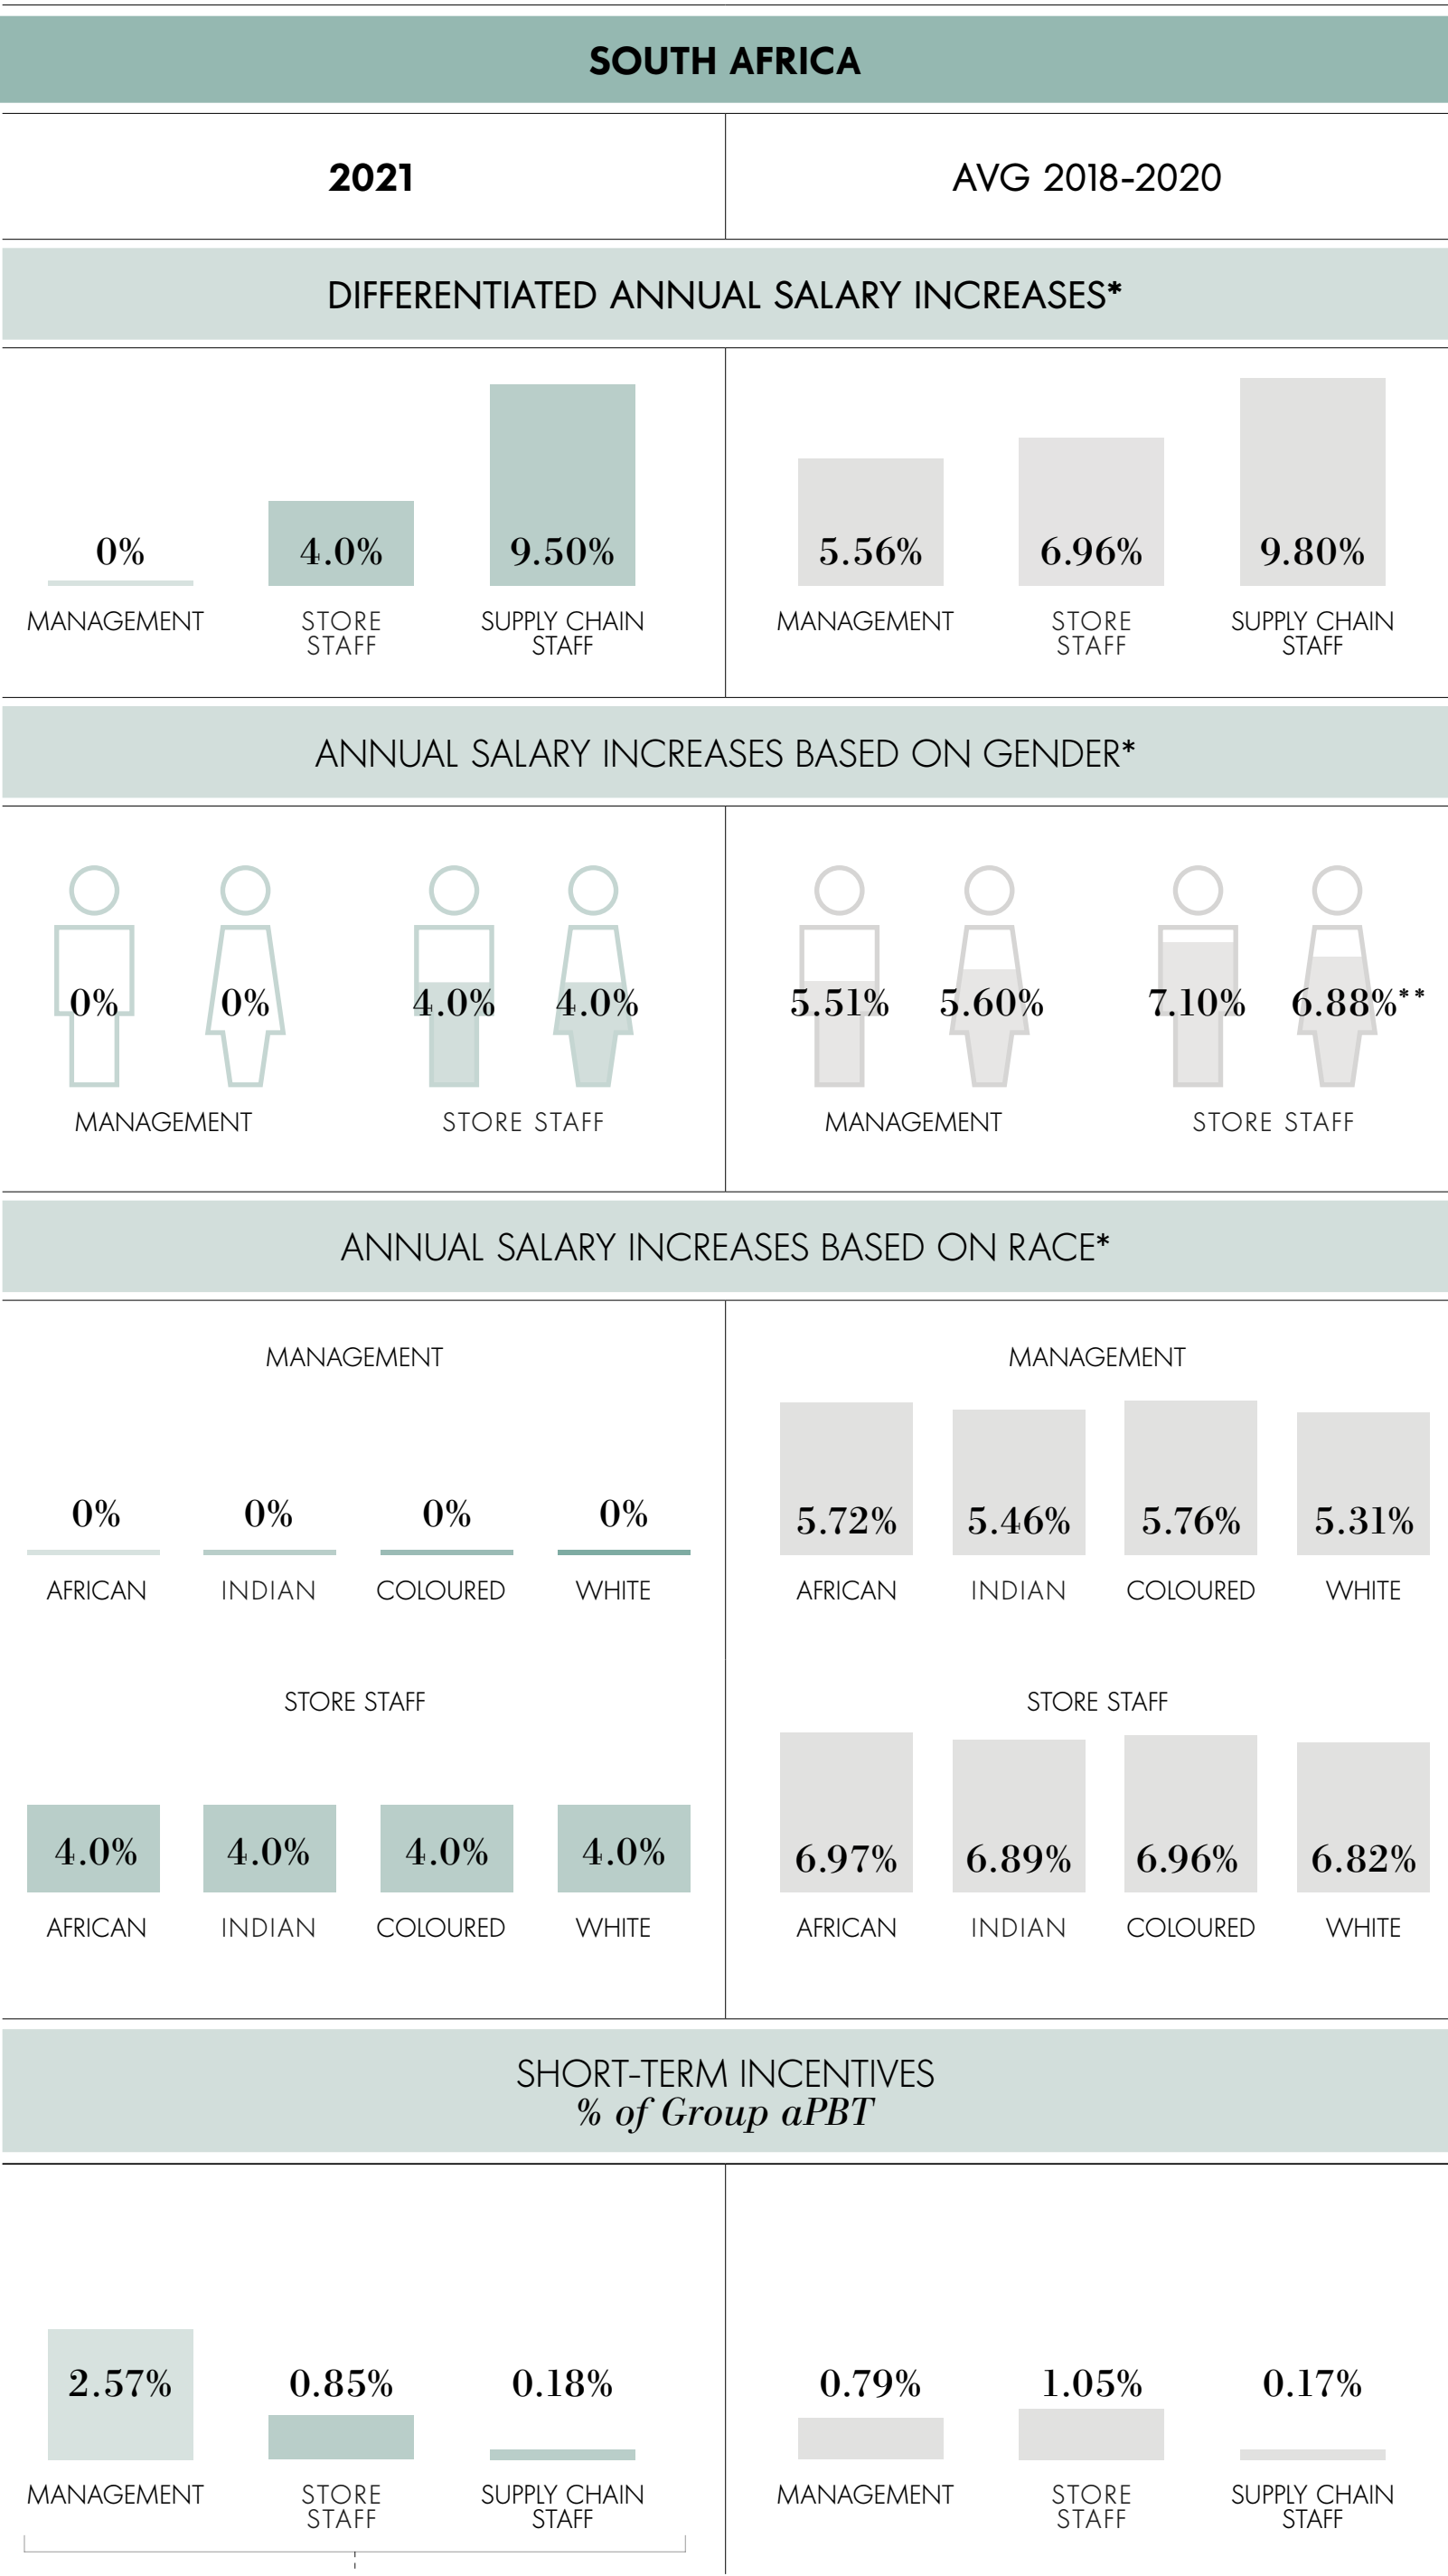 SOUTH AFRICA
2021
AVG 2018-2020
DIFFERENTIATED ANNUAL SALARY INCREASES*
0% 4.0% 9.50%
MANAGEMENT STORE SUPPLY CHAIN
STAFF STAFF
5.56% 6.96% 9.80%
MANAGEMENT STORE SUPPLY CHAIN
STAFF STAFF
ANNUAL SALARY INCREASES BASED ON GENDER*
0% 0% 4.0% 4.0%
MANAGEMENT STORE STAFF
5.51% 5.60% 7.10% 6.88%**
MANAGEMENT STORE STAFF
ANNUAL SALARY INCREASES BASED ON RACE*
MANAGEMENT
0% 0% 0% 0%
AFRICAN INDIAN COLOURED WHITE
STORE STAFF
4.0% 4.0% 4.0% 4.0%
AFRICAN INDIAN COLOURED WHITE
MANAGEMENT
5.72% 5.46% 5.76% 5.31%
AFRICAN INDIAN COLOURED WHITE
STORE STAFF
6.97% 6.89% 6.96% 6.82%
AFRICAN INDIAN COLOURED WHITE
SHORT-TERM INCENTIVES
% of Group aPBT
2.57% 0.85% 0.18%
MANAGEMENT STORE SUPPLY CHAIN
STAFF STAFF
0.79% 1.05% 0.17%
MANAGEMENT STORE SUPPLY CHAIN
STAFF STAFF